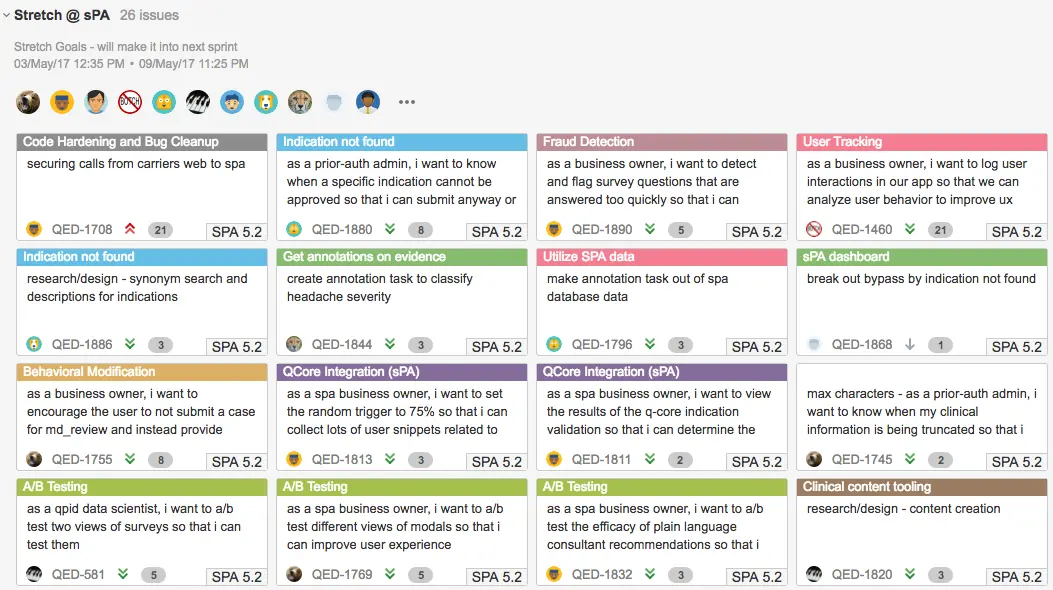 Stretch @ sPA 26 issues
Stretch Goals - will make it into next sprint
03/May/17 12:35 PM • 09/May/17 11:25 PM
BUTCH
Code Hardening and Bug Cleanup
securing calls from carriers web to spa
QED-1708 21 SPA 5.2
Indication not found
as a prior-auth admin, i want to know
when a specific indication cannot be
approved so that i can submit anyway or
QED-1880 8 SPA 5.2
Fraud Detection
as a business owner, i want to detect
and flag survey questions that are
answered too quickly so that i can
QED-1890 5 SPA 5.2
User Tracking
as a business owner, i want to log user
interactions in our app so that we can
analyze user behavior to improve ux
QED-1460 21 SPA 5.2
Indication not found
research/design - synonym search and
descriptions for indications
QED-1886 3 SPA 5.2
Get annotations on evidence
create annotation task to classify
headache severity
QED-1844 3 SPA 5.2
Utilize SPA data
make annotation task out of spa
database data
QED-1796 3 SPA 5.2
sPA dashboard
break out bypass by indication not found
QED-1868 1 SPA 5.2
Behavioral Modification
as a business owner, i want to
encourage the user to not submit a case
for md_review and instead provide
QED-1755 8 SPA 5.2
QCore Integration (sPA)
as a spa business owner, i want to set
the random trigger to 75% so that i can
collect lots of user snippets related to
QED-1813 3 SPA 5.2
QCore Integration (sPA)
as a spa business owner, i want to view
the results of the q-core indication
validation so that i can determine the
QED-1811 2 SPA 5.2
max characters - as a prior-auth admin, i
want to know when my clinical
information is being truncated so that i
QED-1745 2 SPA 5.2
A/B Testing
as a qpid data scientist, i want to a/b
test two views of surveys so that i can
test them
QED-581 5 SPA 5.2
A/B Testing
as a spa business owner, i want to a/b
test different views of modals so that i
can improve user experience
QED-1769 5 SPA 5.2
A/B Testing
as a spa business owner, i want to a/b
test the efficacy of plain language
consultant recommendations so that i
QED-1832 3 SPA 5.2
Clinical content tooling
research/design - content creation
QED-1820 3 SPA 5.2